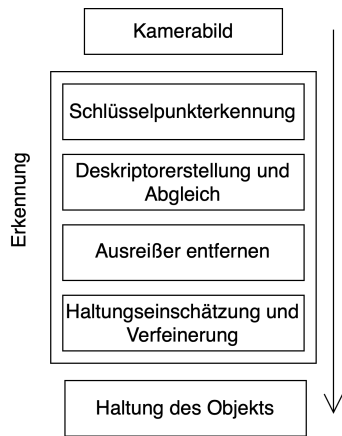 Kamerabild
Erkennung
Schlüsselpunkterkennung
Deskriptorerstellung und
Abgleich
Ausreißer entfernen
Haltungseinschätzung und
Verfeinerung
Haltung des Objekts